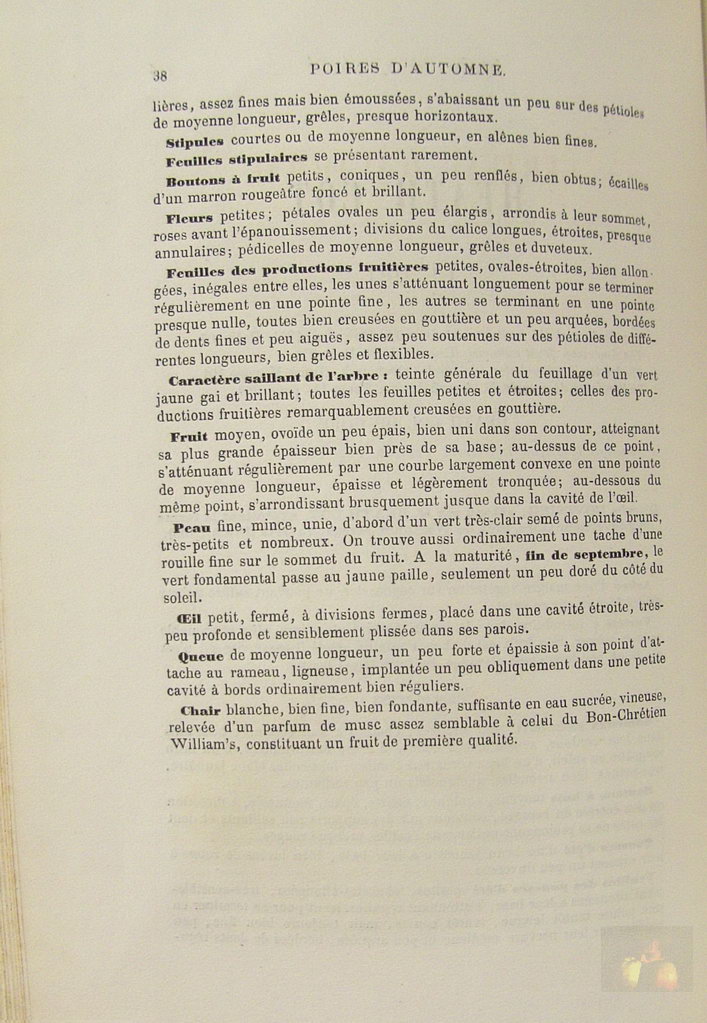 38
POIRES D'AUTOMNE.
lières, assez fines mais bien émoussées, s'abaissant un peu sur des pétioles
de moyenne longueur, grêles, presque horizontaux.
Stipules courtes ou de moyenne longueur, en alênes bien fines.
Feuilles stipulaires se présentant rarement.
Boutons à fruit petits, coniques, un peu renflés, bien obtus; écailles
d'un marron rougeâtre foncé et brillant.
Fleurs petites; pétales ovales un peu élargis, arrondis à leur sommet,
roses avant l'épanouissement; divisions du calice longues, étroites, presque
annulaires; pédicelles de moyenne longueur, grêles et duveteux.
Feuilles des productions fruitières petites, ovales-étroites, bien allon-
gées, inégales entre elles, les unes s'atténuant longuement pour se terminer
régulièrement en une pointe fine, les autres se terminant en une pointe
presque nulle, toutes bien creusées en gouttière et un peu arquées, bordées
de dents fines et peu aiguës, assez peu soutenues sur des pétioles de diffé-
rentes longueurs, bien grêles et flexibles.
Caractère saillant de l'arbre : teinte générale du feuillage d'un vert
jaune gai et brillant; toutes les feuilles petites et étroites; celles des pro-
ductions fruitières remarquablement creusées en gouttière.
Fruit moyen, ovoïde un peu épais, bien uni dans son contour, atteignant
sa plus grande épaisseur bien près de sa base; au-dessus de ce point,
s'atténuant régulièrement par une courbe largement convexe en une pointe
de moyenne longueur, épaisse et légèrement tronquée; au-dessous du
même point, s'arrondissant brusquement jusque dans la cavité de l'œil.
Peau fine, mince, unie, d'abord d'un vert très-clair semé de points bruns,
très-petits et nombreux. On trouve aussi ordinairement une tache d'une
rouille fine sur le sommet du fruit. A la maturité, fin de septembre, le
vert fondamental passe au jaune paille, seulement un peu doré du côté du
soleil.
Œil petit, fermé, à divisions fermes, placé dans une cavité étroite, très-
peu profonde et sensiblement plissée dans ses parois.
Queue de moyenne longueur, un peu forte et épaissie à son point d'at-
tache au rameau, ligneuse, implantée un peu obliquement dans une petite
cavité à bords ordinairement bien réguliers.
Chair blanche, bien fine, bien fondante, suffisante en eau sucrée, vineuse,
relevée d'un parfum de musc assez semblable à celui du Bon-Chrétien
William's, constituant un fruit de première qualité.